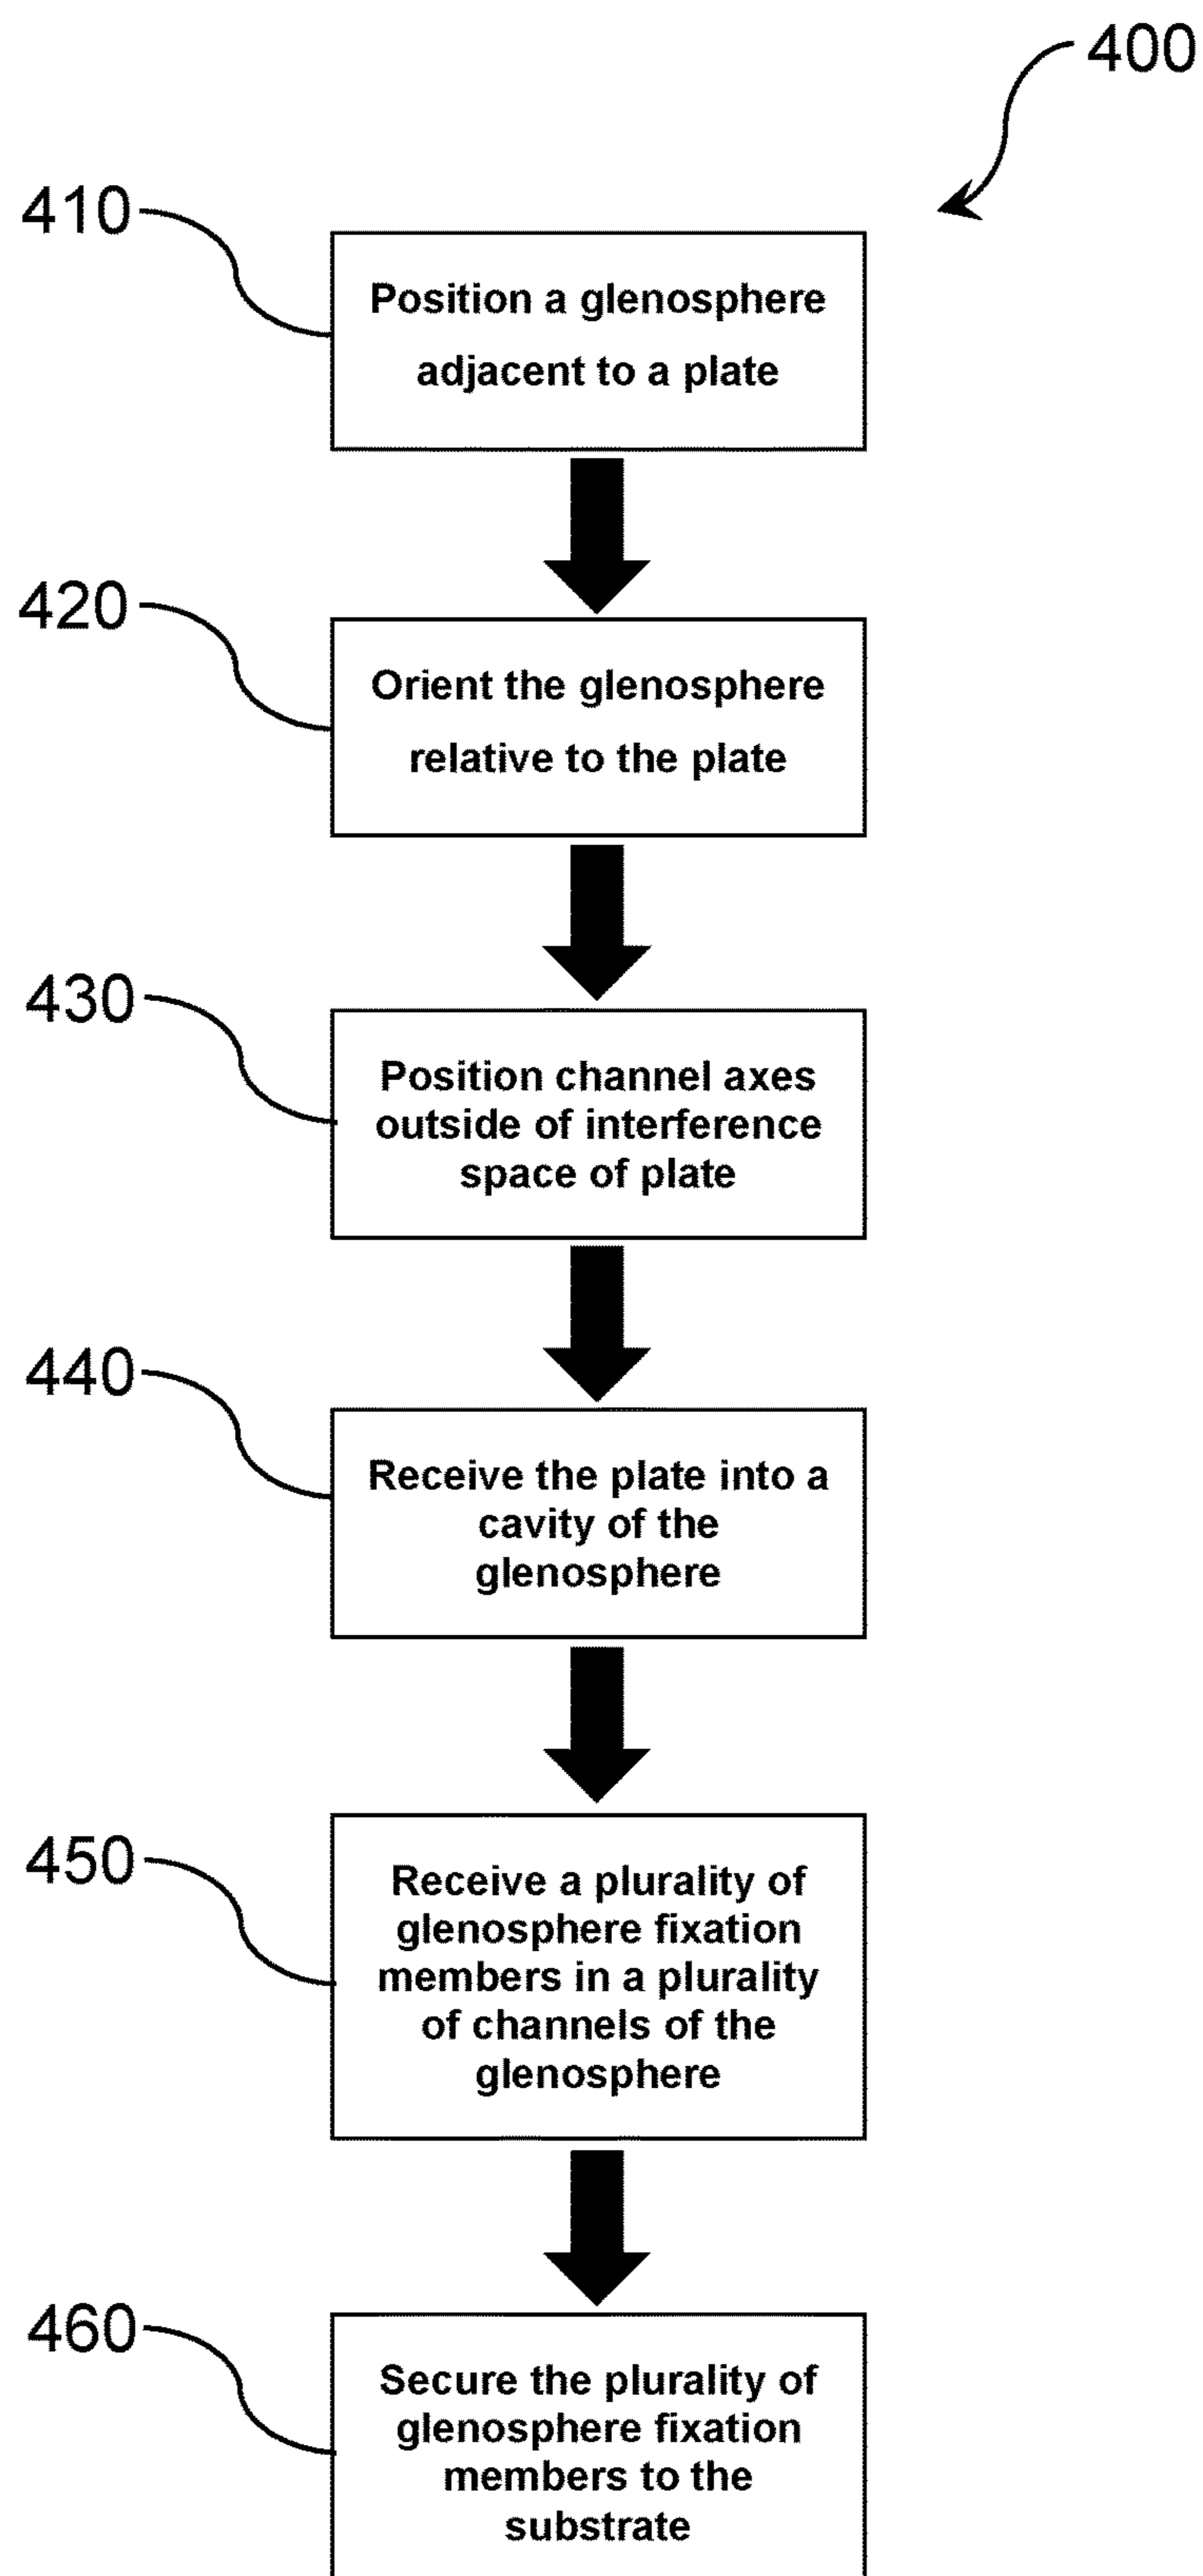 400
410
Position a glenosphere
adjacent to a plate
420
Orient the glenosphere
relative to the plate
430
Position channel axes
outside of interference
space of plate
440
Receive the plate into a
cavity of the
glenosphere
450
Receive a plurality of
glenosphere fixation
members in a plurality
of channels of the
glenosphere
460
Secure the plurality of
glenosphere fixation
members to the
substrate